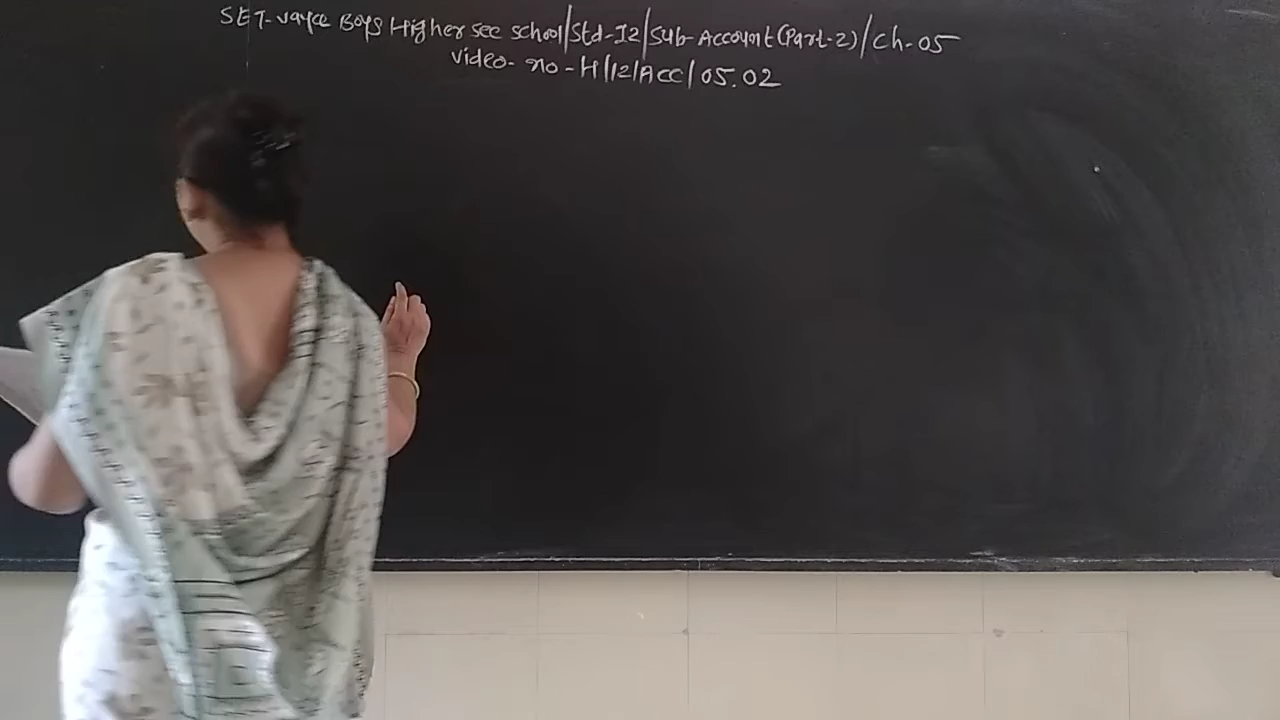 SET-Jayee Boys Higher sec school/Std-12/Sub-Account(Part-2)/Ch-05
video- no-H/12/Acc/05.02